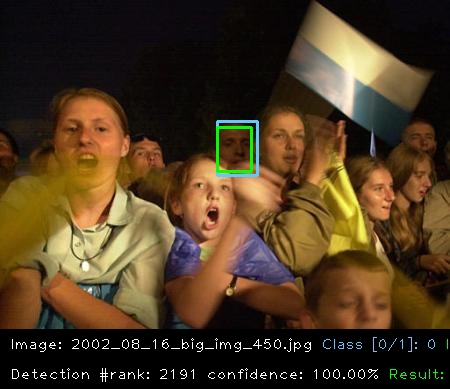 Image: 2002_08_16_big_img_450.jpg Class [0/1]: 0
Detection #rank: 2191 confidence: 100.00% Result: